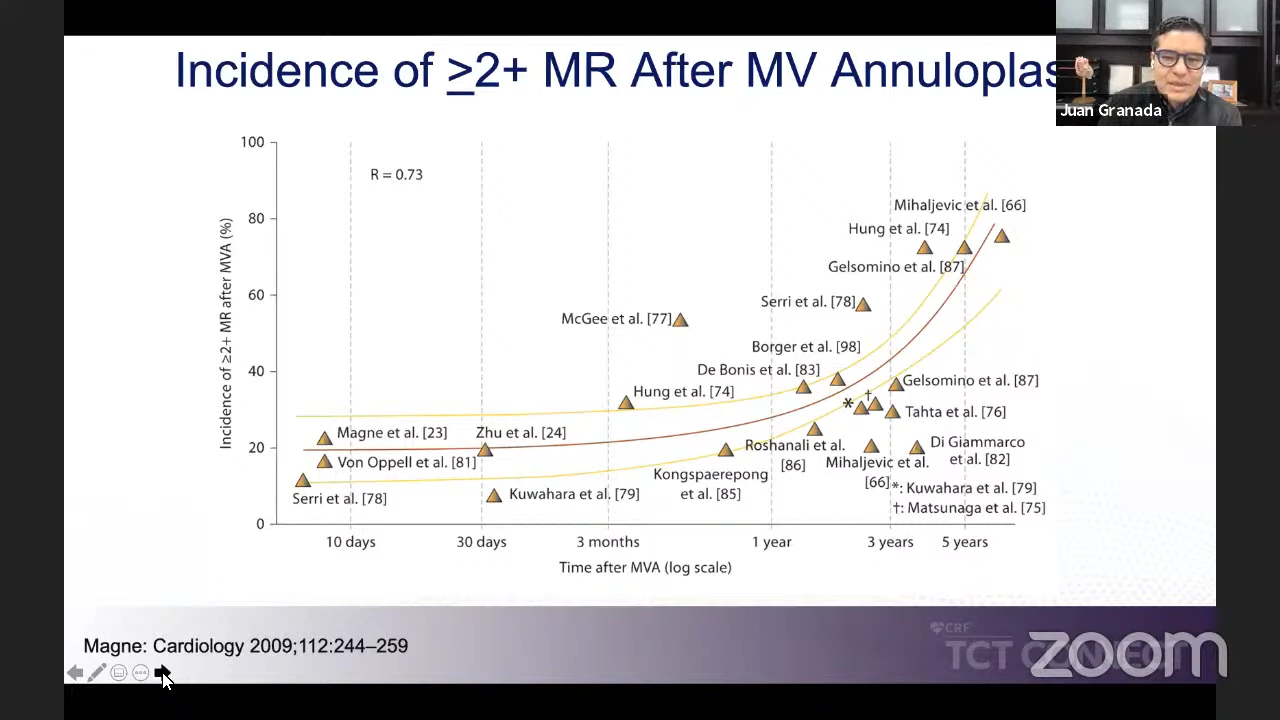 Incidence of ≥2+ MR After MV Annuloplas
Juan Granada
100
80
60
40
20
0
Incidence of ≥2+ MR after MVA (%)
R = 0.73
Mihaljevic et al. [66]
Hung et al. [74]
Gelsomino et al. [87]
Serri et al. [78]
McGee et al. [77]
Borger et al. [98]
De Bonis et al. [83]
Hung et al. [74]
Gelsomino et al. [87]
*
†
Tahta et al. [76]
Magne et al. [23]
Zhu et al. [24]
Von Oppell et al. [81]
Serri et al. [78]
Kuwahara et al. [79]
Kongspaerepong
et al. [85]
Roshanali et al.
[86]
Mihaljevic et al.
[66]
Di Giammarco
et al. [82]
*: Kuwahara et al. [79]
†: Matsunaga et al. [75]
10 days
30 days
3 months
1 year
3 years
5 years
Time after MVA (log scale)
Magne: Cardiology 2009;112:244–259
CRF
TCT CONNECT
zoom